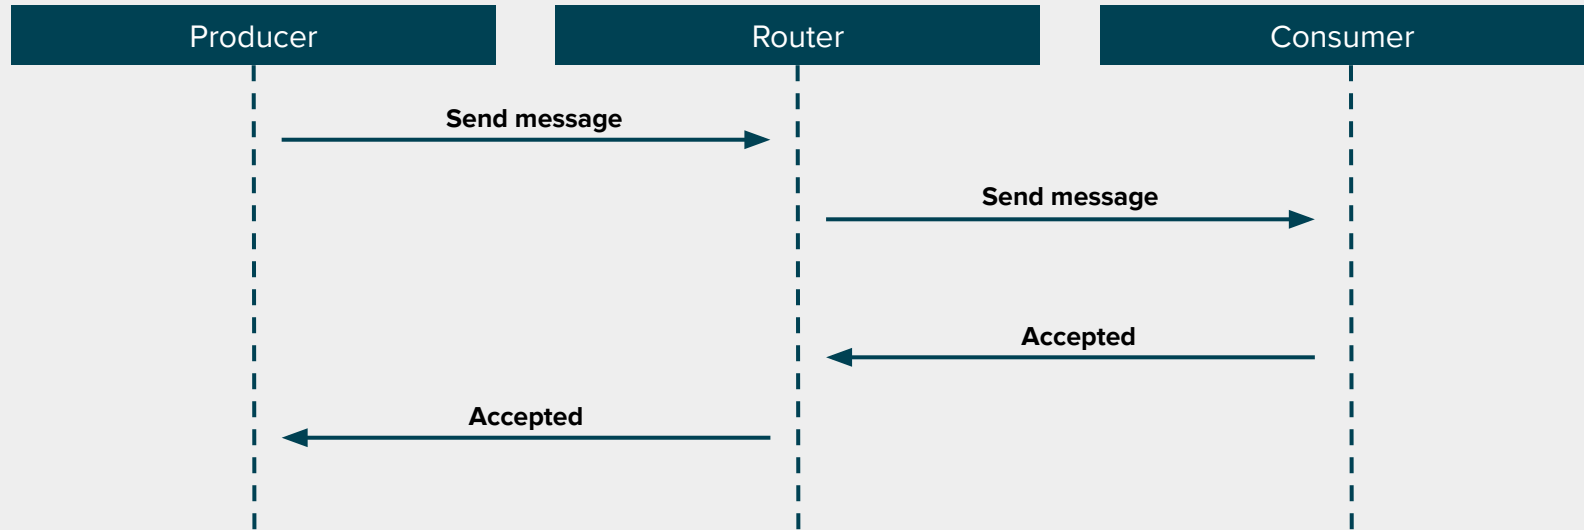 Producer
Router
Consumer
Send message
Send message
Accepted
Accepted